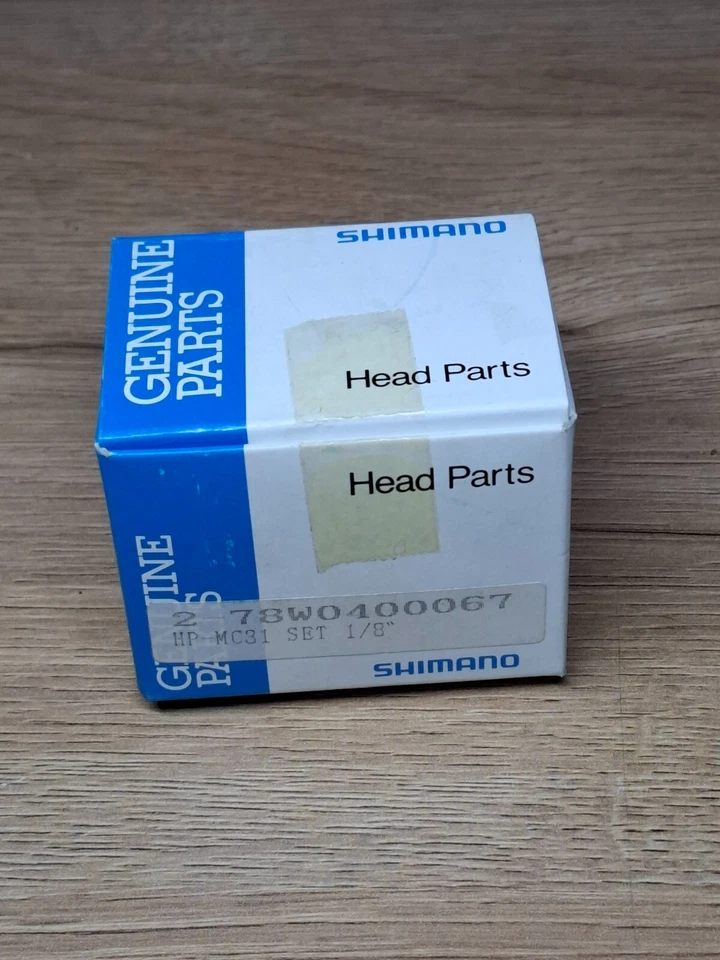 GENUINE
PARTS
SHIMANO
Head Parts
Head Parts
GENUINE
PARTS
2 78W0400067
HP-MC31 SET 1/8"
SHIMANO